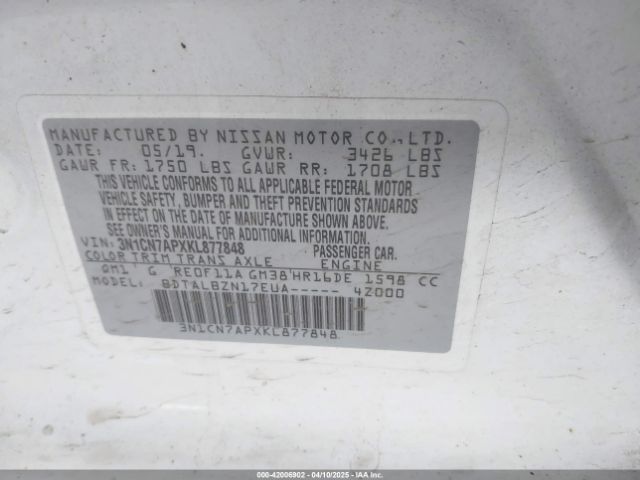 MANUFACTURED BY NISSAN MOTOR CO., LTD.
DATE: 05/19. GVWR: 3426 LBS
GAWR FR: 1750 LBS GAWR RR: 1708 LBS
THIS VEHICLE CONFORMS TO ALL APPLICABLE FEDERAL MOTOR
VEHICLE SAFETY, BUMPER AND THEFT PREVENTION STANDARDS
IN EFFECT ON THE DATE OF MANUFACTURE SHOWN ABOVE.
SEE OWNER'S MANUAL FOR ADDITIONAL INFORMATION.
VIN: 3N1CN7APXKL877848 PASSENGER CAR.
COLOR TRIM TRANS AXLE ENGINE
QM1 G RE0F11A GM38 HR16DE 1598 CC
MODEL: BDTALBZN17EUA----- 4Z000
3N1CN7APXKL877848
000-42006902 - 04/10/2025 - IAAI.COM